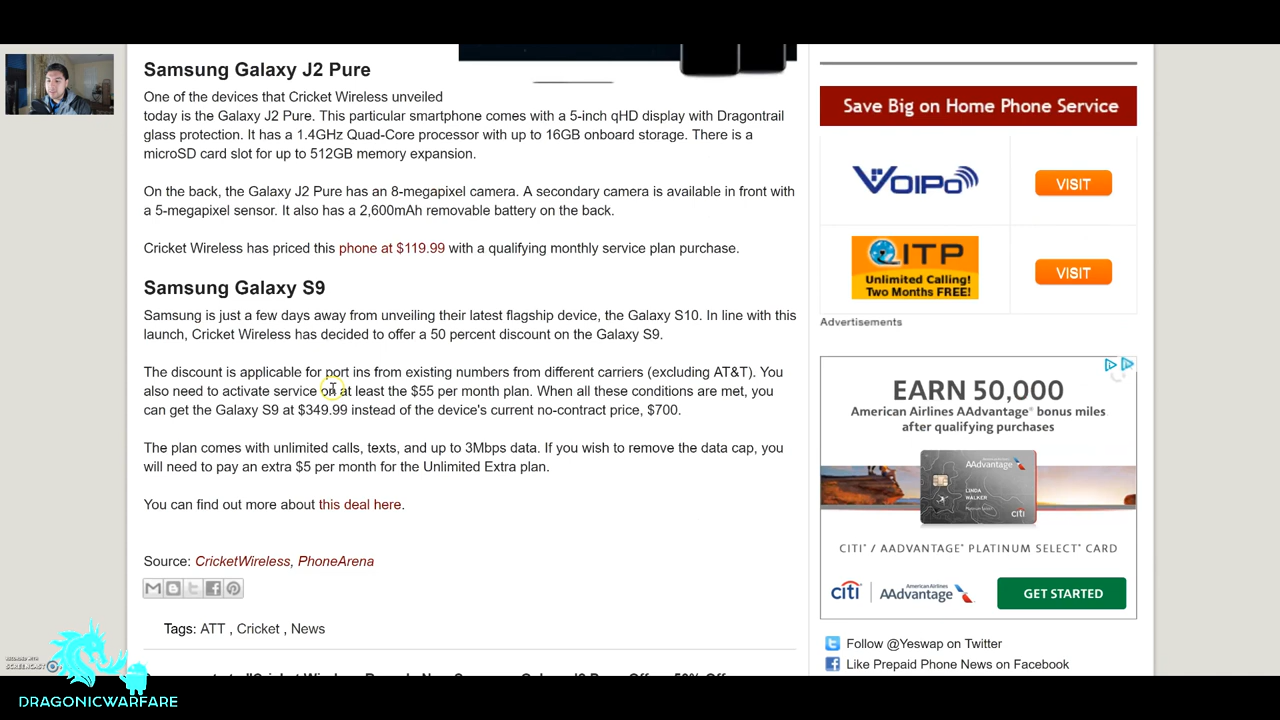 Samsung Galaxy J2 Pure
One of the devices that Cricket Wireless unveiled
today is the Galaxy J2 Pure. This particular smartphone comes with a 5-inch qHD display with Dragontrail
glass protection. It has a 1.4GHz Quad-Core processor with up to 16GB onboard storage. There is a
microSD card slot for up to 512GB memory expansion.
On the back, the Galaxy J2 Pure has an 8-megapixel camera. A secondary camera is available in front with
a 5-megapixel sensor. It also has a 2,600mAh removable battery on the back.
Cricket Wireless has priced this phone at $119.99 with a qualifying monthly service plan purchase.
Samsung Galaxy S9
Samsung is just a few days away from unveiling their latest flagship device, the Galaxy S10. In line with this
launch, Cricket Wireless has decided to offer a 50 percent discount on the Galaxy S9.
The discount is applicable for port ins from existing numbers from different carriers (excluding AT&T). You
also need to activate service at least the $55 per month plan. When all these conditions are met, you
can get the Galaxy S9 at $349.99 instead of the device's current no-contract price, $700.
The plan comes with unlimited calls, texts, and up to 3Mbps data. If you wish to remove the data cap, you
will need to pay an extra $5 per month for the Unlimited Extra plan.
You can find out more about this deal here.
Source: CricketWireless, PhoneArena
Tags: ATT , Cricket , News
Save Big on Home Phone Service
VOIPo
VISIT
ITP
Unlimited Calling!
Two Months FREE!
VISIT
Advertisements
EARN 50,000
American Airlines AAdvantage® bonus miles
after qualifying purchases
AAdvantage
LINDA
WALKER
citi
CITI® / AADVANTAGE® PLATINUM SELECT® CARD
citi
American Airlines
AAdvantage
GET STARTED
Follow @Yeswap on Twitter
Like Prepaid Phone News on Facebook
RECORDED WITH
SCREENCAST
DRAGONICWARFARE